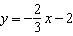 y = −2/3 x − 2